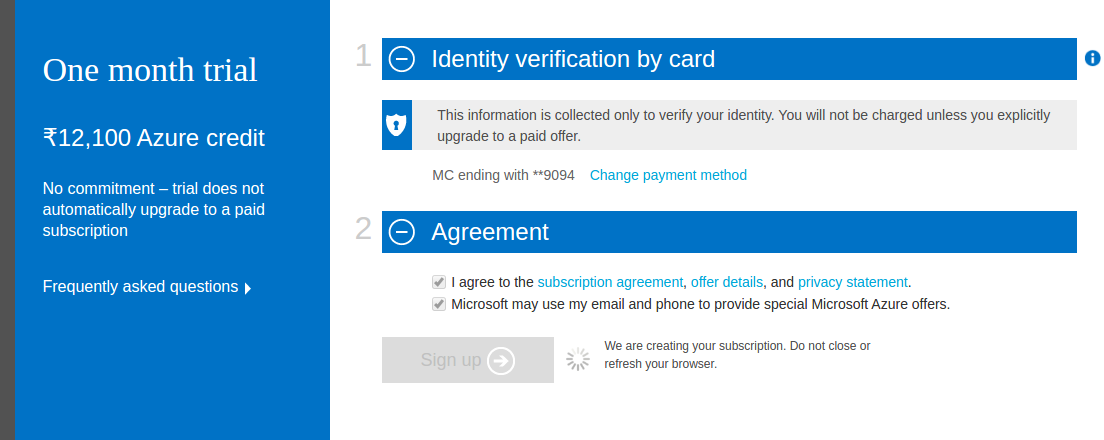 One month trial
₹12,100 Azure credit
No commitment – trial does not
automatically upgrade to a paid
subscription
Frequently asked questions
1
Identity verification by card
This information is collected only to verify your identity. You will not be charged unless you explicitly
upgrade to a paid offer.
MC ending with **9094 Change payment method
2
Agreement
I agree to the subscription agreement, offer details, and privacy statement.
Microsoft may use my email and phone to provide special Microsoft Azure offers.
Sign up
We are creating your subscription. Do not close or
refresh your browser.